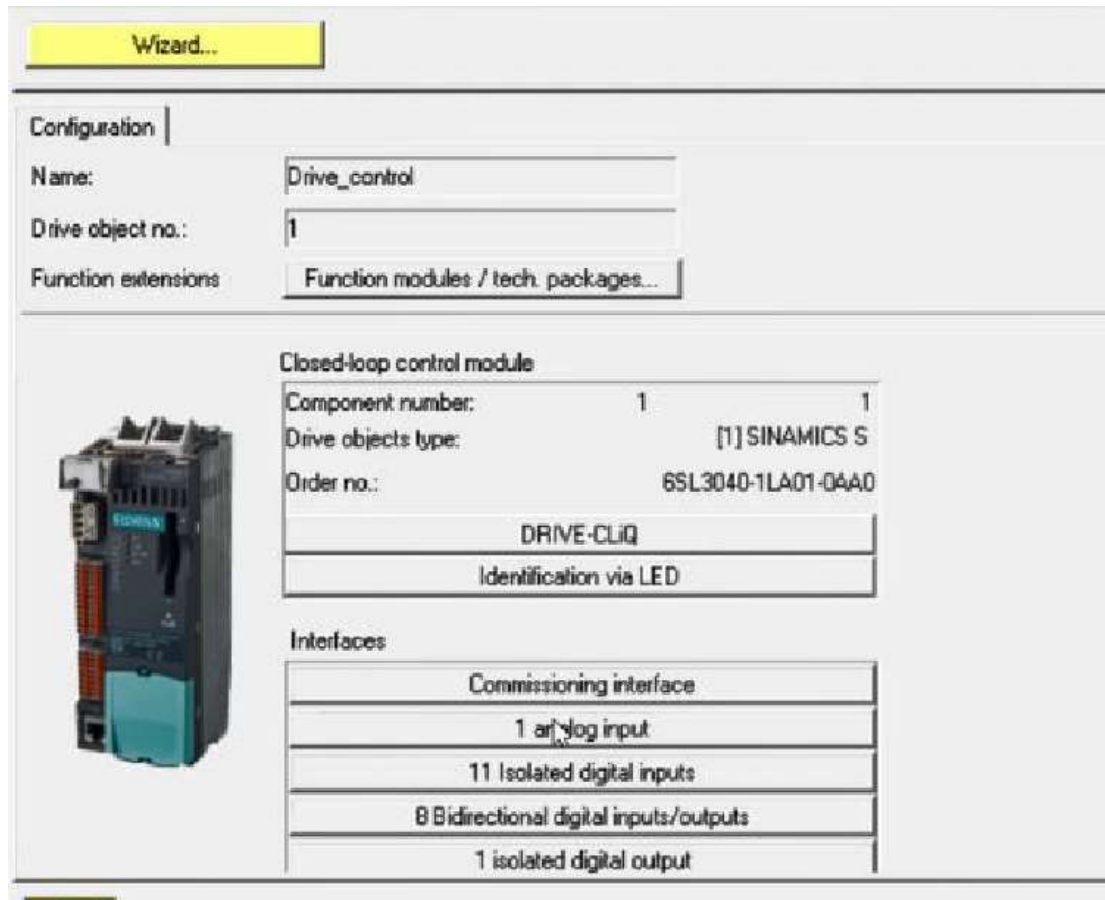 Wizard...
Configuration
Name: Drive_control
Drive object no.: 1
Function extensions Function modules / tech. packages...
Closed-loop control module
Component number: 1 1
Drive objects type: [1] SINAMICS S
Order no.: 6SL3040-1LA01-0AA0
SIEMENS
DRIVE-CLiQ
Identification via LED
Interfaces
Commissioning interface
1 analog input
11 Isolated digital inputs
8 Bidirectional digital inputs/outputs
1 isolated digital output